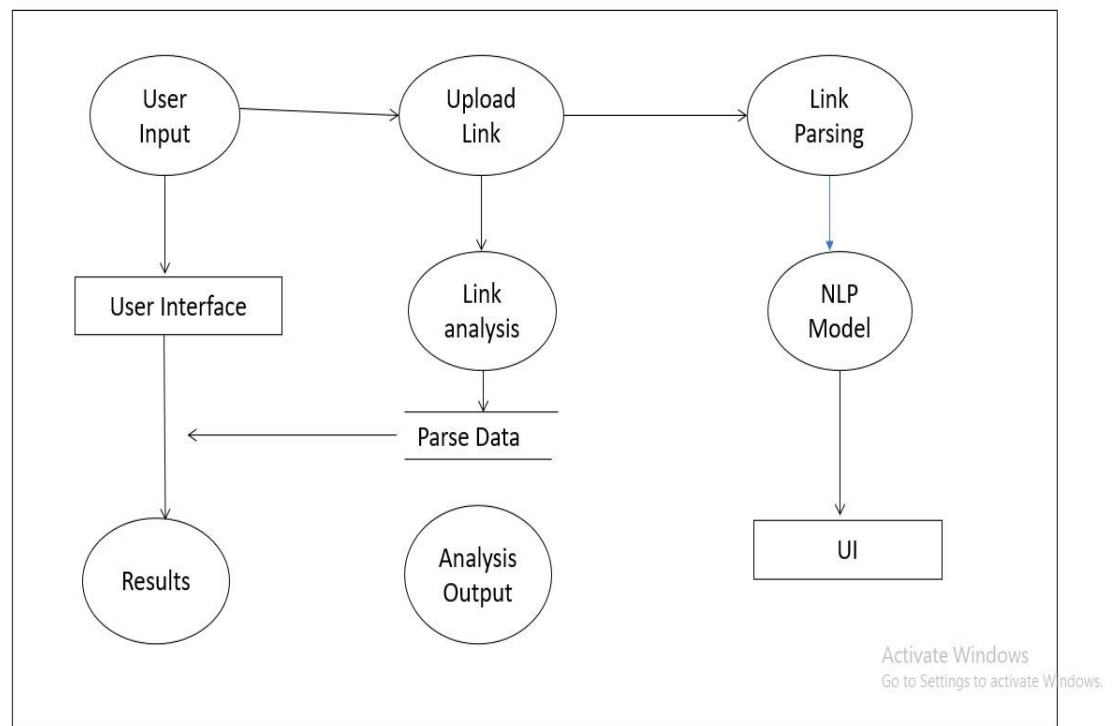 User
Input
Upload
Link
Link
Parsing
User Interface
Link
analysis
NLP
Model
Parse Data
Results
Analysis
Output
UI
Activate Windows
Go to Settings to activate Windows.